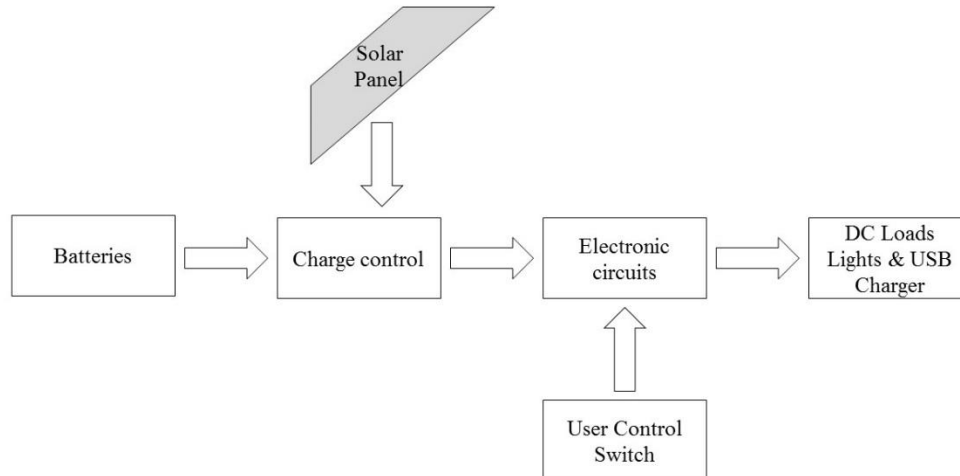 Solar
Panel
Batteries
Charge control
Electronic
circuits
DC Loads
Lights & USB
Charger
User Control
Switch